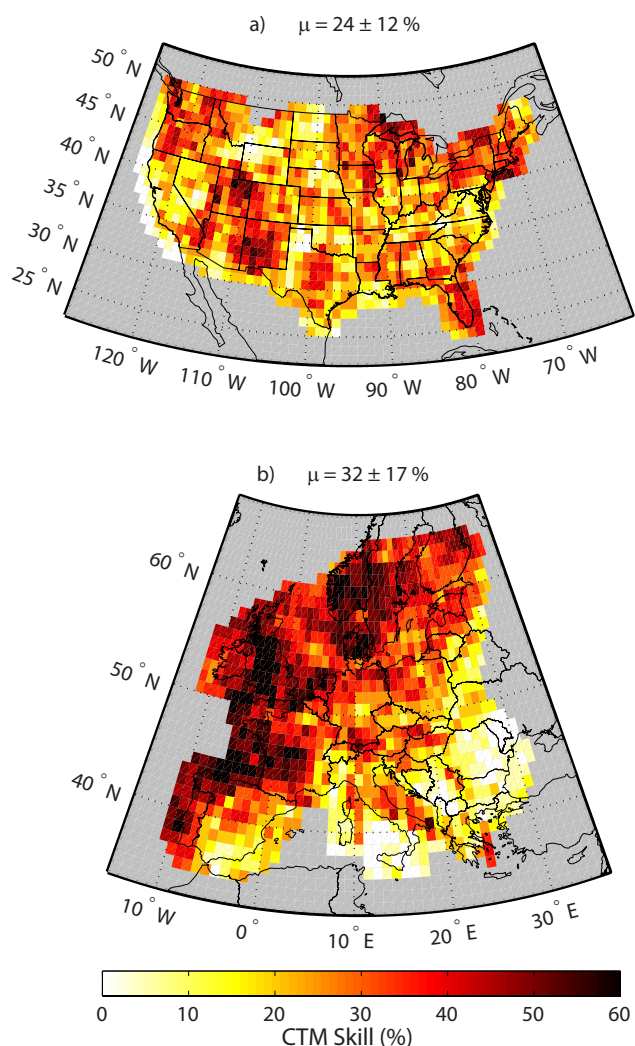 a) μ = 24 ± 12 %
50 °N
45 °N
40 °N
35 °N
30 °N
25 °N
120 °W
110 °W
100 °W
90 °W
80 °W
70 °W
b) μ = 32 ± 17 %
60 °N
50 °N
40 °N
10 °W
0 °
10 °E
20 °E
30 °E
0 10 20 30 40 50 60
CTM Skill (%)